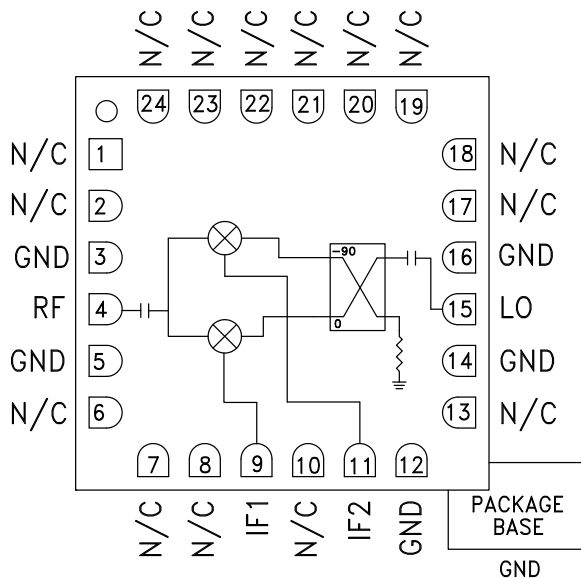 N/C N/C N/C N/C N/C N/C
24 23 22 21 20 19
N/C 1 18 N/C
N/C 2 17 N/C
GND 3 -90 16 GND
RF 4 15 LO
0
GND 5 14 GND
N/C 6 13 N/C
7 8 9 10 11 12
N/C N/C IF1 N/C IF2 GND
PACKAGE
BASE
GND